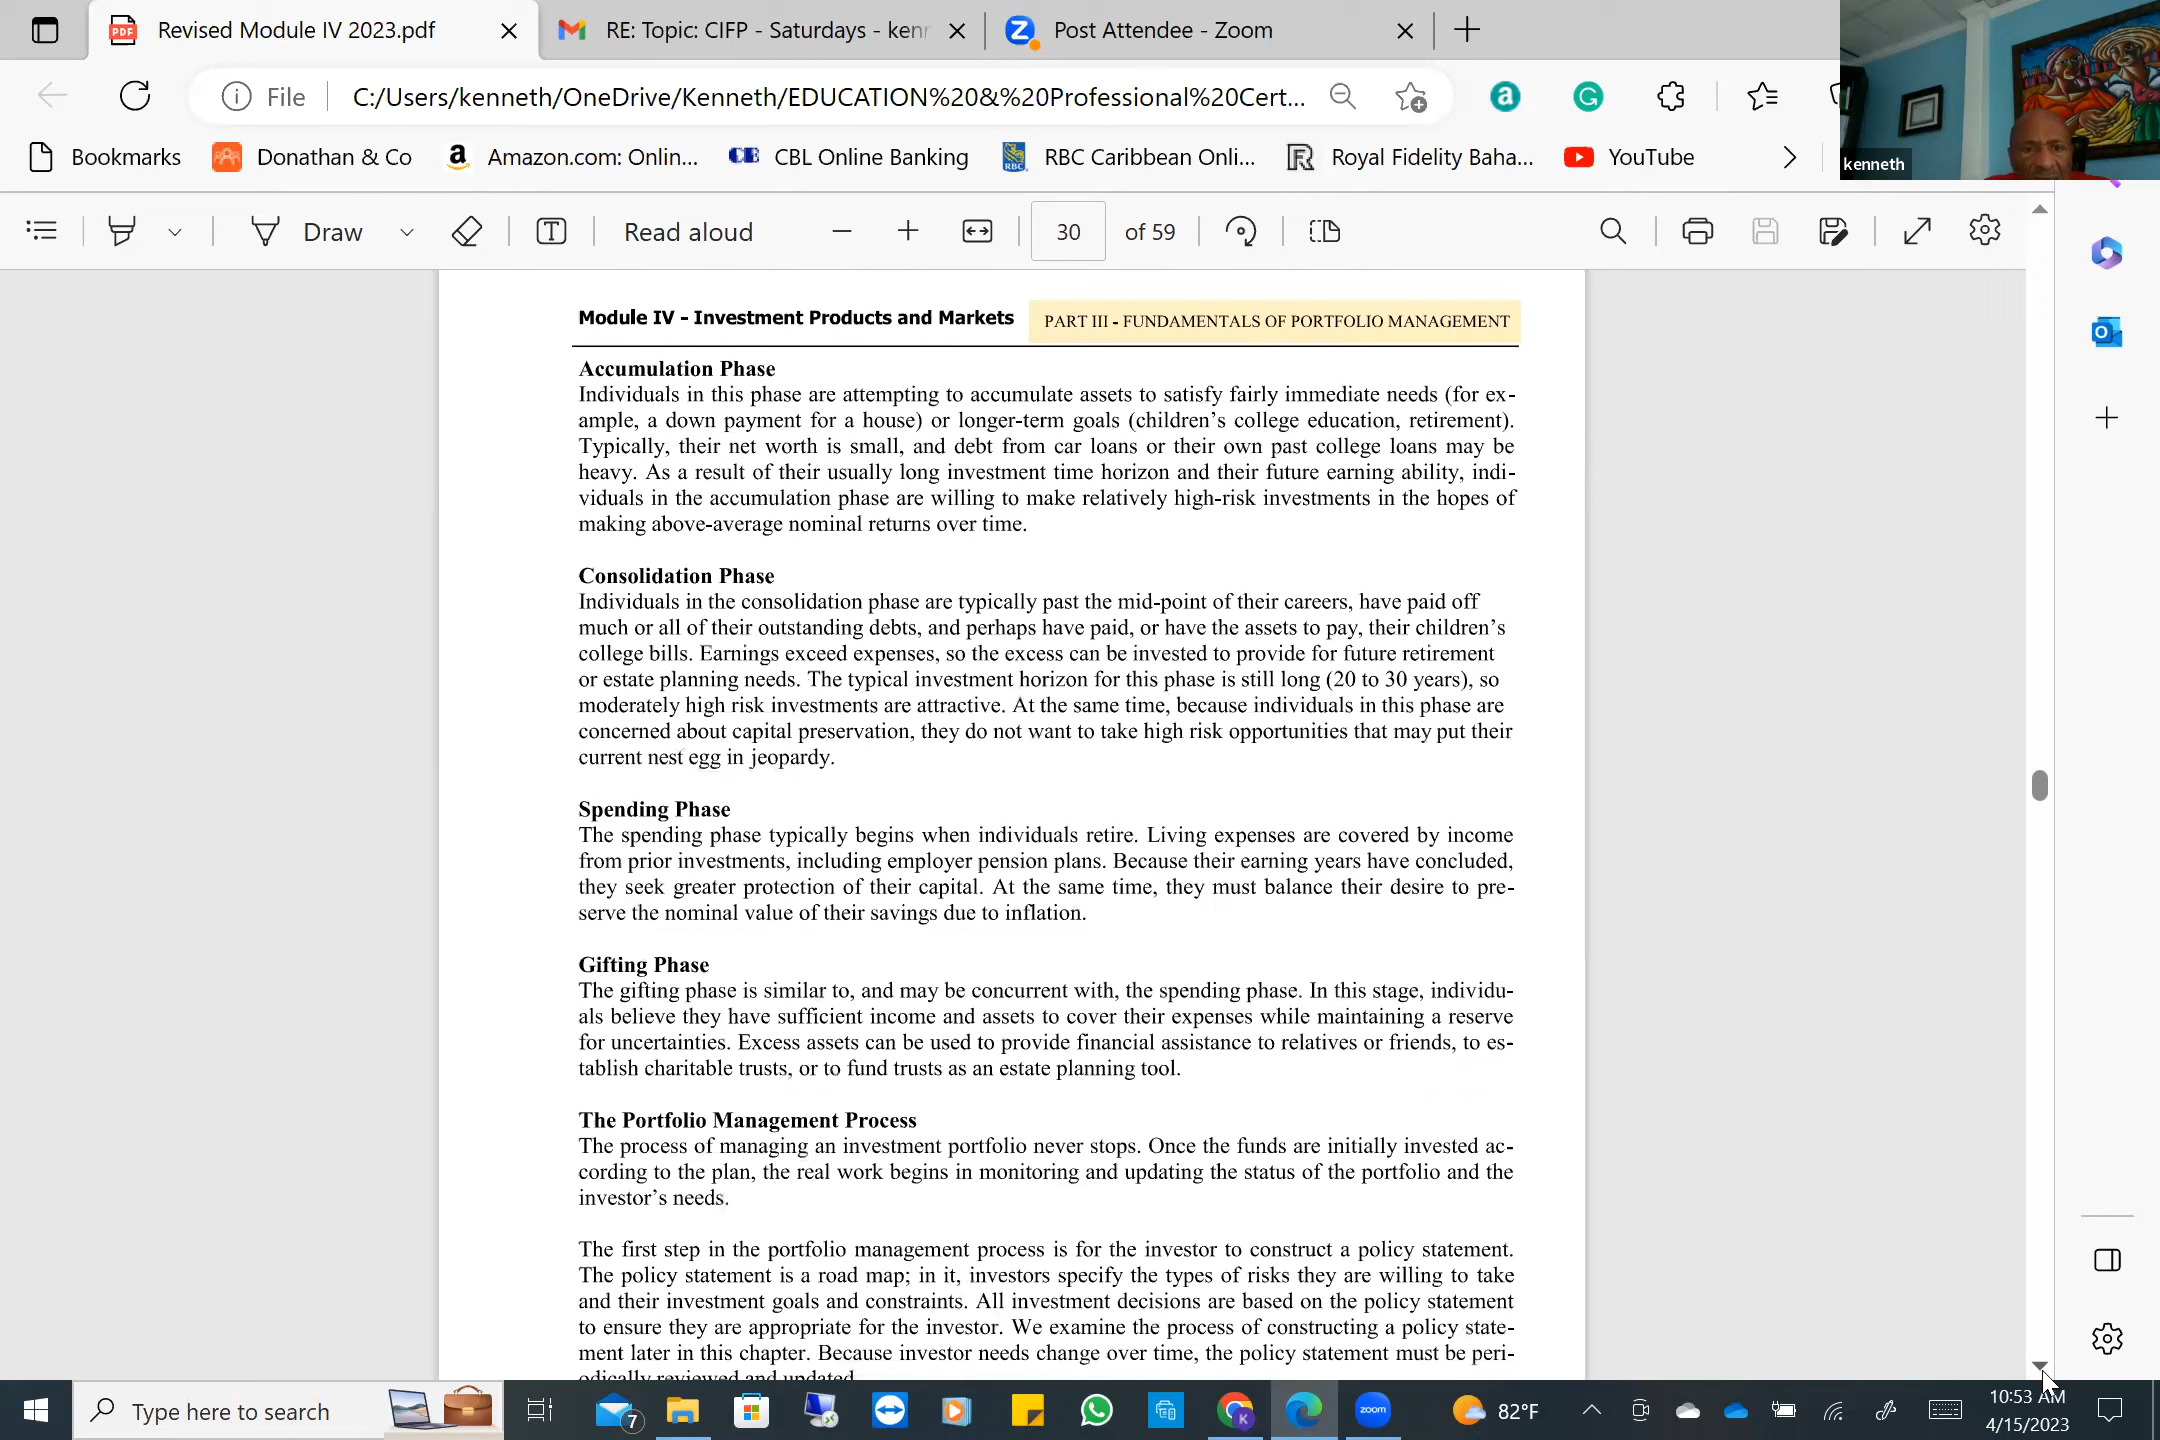 Revised Module IV 2023.pdf
RE: Topic: CIFP - Saturdays - ken
Post Attendee - Zoom
File
C:/Users/kenneth/OneDrive/Kenneth/EDUCATION%20&%20Professional%20Cert...
kenneth
Bookmarks
Donathan & Co
Amazon.com: Onlin...
CBL Online Banking
RBC Caribbean Onli...
Royal Fidelity Baha...
YouTube
Draw
Read aloud
30
of 59
Module IV - Investment Products and Markets PART III - FUNDAMENTALS OF PORTFOLIO MANAGEMENT
Accumulation Phase
Individuals in this phase are attempting to accumulate assets to satisfy fairly immediate needs (for ex-
ample, a down payment for a house) or longer-term goals (children’s college education, retirement).
Typically, their net worth is small, and debt from car loans or their own past college loans may be
heavy. As a result of their usually long investment time horizon and their future earning ability, indi-
viduals in the accumulation phase are willing to make relatively high-risk investments in the hopes of
making above-average nominal returns over time.
Consolidation Phase
Individuals in the consolidation phase are typically past the mid-point of their careers, have paid off
much or all of their outstanding debts, and perhaps have paid, or have the assets to pay, their children’s
college bills. Earnings exceed expenses, so the excess can be invested to provide for future retirement
or estate planning needs. The typical investment horizon for this phase is still long (20 to 30 years), so
moderately high risk investments are attractive. At the same time, because individuals in this phase are
concerned about capital preservation, they do not want to take high risk opportunities that may put their
current nest egg in jeopardy.
Spending Phase
The spending phase typically begins when individuals retire. Living expenses are covered by income
from prior investments, including employer pension plans. Because their earning years have concluded,
they seek greater protection of their capital. At the same time, they must balance their desire to pre-
serve the nominal value of their savings due to inflation.
Gifting Phase
The gifting phase is similar to, and may be concurrent with, the spending phase. In this stage, individu-
als believe they have sufficient income and assets to cover their expenses while maintaining a reserve
for uncertainties. Excess assets can be used to provide financial assistance to relatives or friends, to es-
tablish charitable trusts, or to fund trusts as an estate planning tool.
The Portfolio Management Process
The process of managing an investment portfolio never stops. Once the funds are initially invested ac-
cording to the plan, the real work begins in monitoring and updating the status of the portfolio and the
investor’s needs.
The first step in the portfolio management process is for the investor to construct a policy statement.
The policy statement is a road map; in it, investors specify the types of risks they are willing to take
and their investment goals and constraints. All investment decisions are based on the policy statement
to ensure they are appropriate for the investor. We examine the process of constructing a policy state-
ment later in this chapter. Because investor needs change over time, the policy statement must be peri-
odically reviewed and updated.
Type here to search
7
zoom
82°F
10:53 AM
4/15/2023